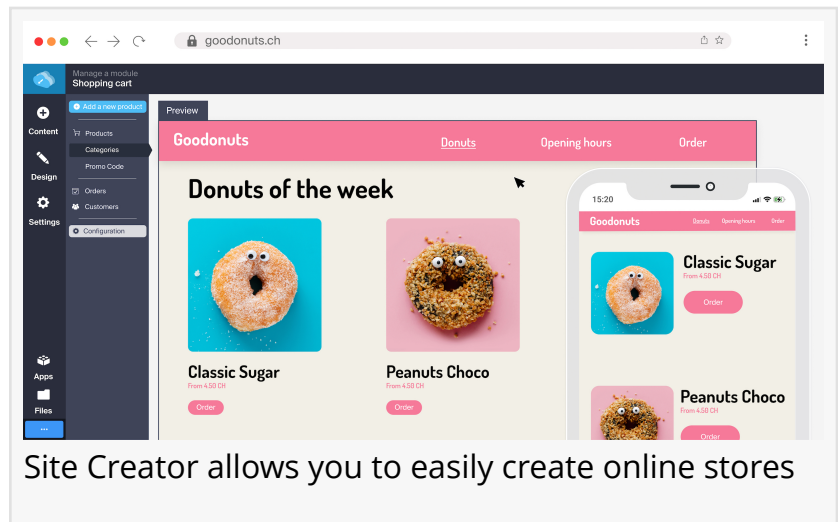 goodonuts.ch
Manage a module
Shopping cart
Add a new product
Content
Products
Categories
Promo Code
Design
Orders
Customers
Settings
Configuration
Apps
Files
...
Preview
Goodonuts
Donuts
Opening hours
Order
Donuts of the week
Classic Sugar
From 4.50 CH
Order
Peanuts Choco
From 4.50 CH
Order
15:20
Goodonuts
Donuts
Opening hours
Order
Classic Sugar
From 4.50 CH
Order
Peanuts Choco
From 4.50 CH
Order
Site Creator allows you to easily create online stores